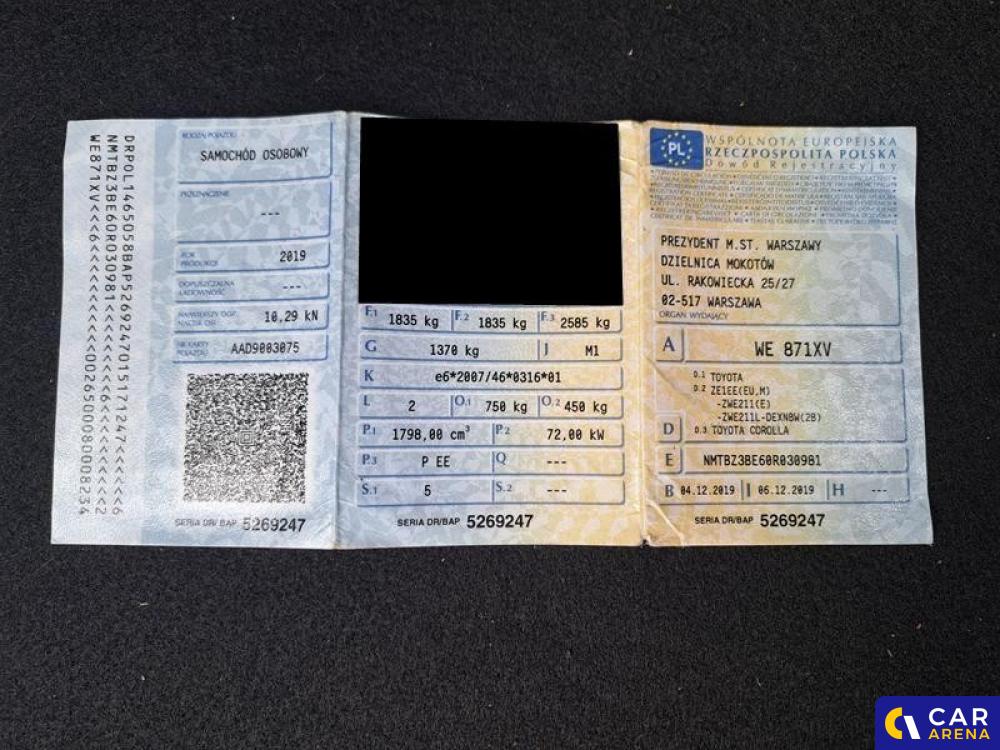 DRPOL1465058BAP5269247015171247<<<<<<6
NMTBZ3BE60R030981<<<<<<<<<6<<<<<<<<<<<
WE871XV<<<6<<<<<<<<<<<<<<
RODZAJ POJAZDU
SAMOCHÓD OSOBOWY
PRZEZNACZENIE
---
ROK PRODUKCJI
2019
DOPUSZCZALNA ŁADOWNOŚĆ
---
NAJWIĘKSZY DOP. NACISK OSI
10,29 kN
NR KARTY POJAZDU
AAD9003075
SERIA DR/BAP 5269247
F.1 1835 kg F.2 1835 kg F.3 2585 kg
G 1370 kg J M1
K e6*2007/46*0316*01
L 2 O.1 750 kg O.2 450 kg
P.1 1798,00 cm³ P.2 72,00 kW
P.3 P EE Q ---
S.1 5 S.2 ---
SERIA DR/BAP 5269247
PL
WSPÓLNOTA EUROPEJSKA
RZECZPOSPOLITA POLSKA
Dowód Rejestracyjny
PREZYDENT M.ST. WARSZAWY
DZIELNICA MOKOTÓW
UL. RAKOWIECKA 25/27
02-517 WARSZAWA
ORGAN WYDAJĄCY
A WE 871XV
D.1 TOYOTA
D.2 ZE1EE(EU,M)
-ZWE211(E)
-ZWE211L-DEXNBW(2B)
D D.3 TOYOTA COROLLA
E NMTBZ3BE60R030981
B 04.12.2019 I 06.12.2019 H ---
SERIA DR/BAP 5269247
CAR
ARENA